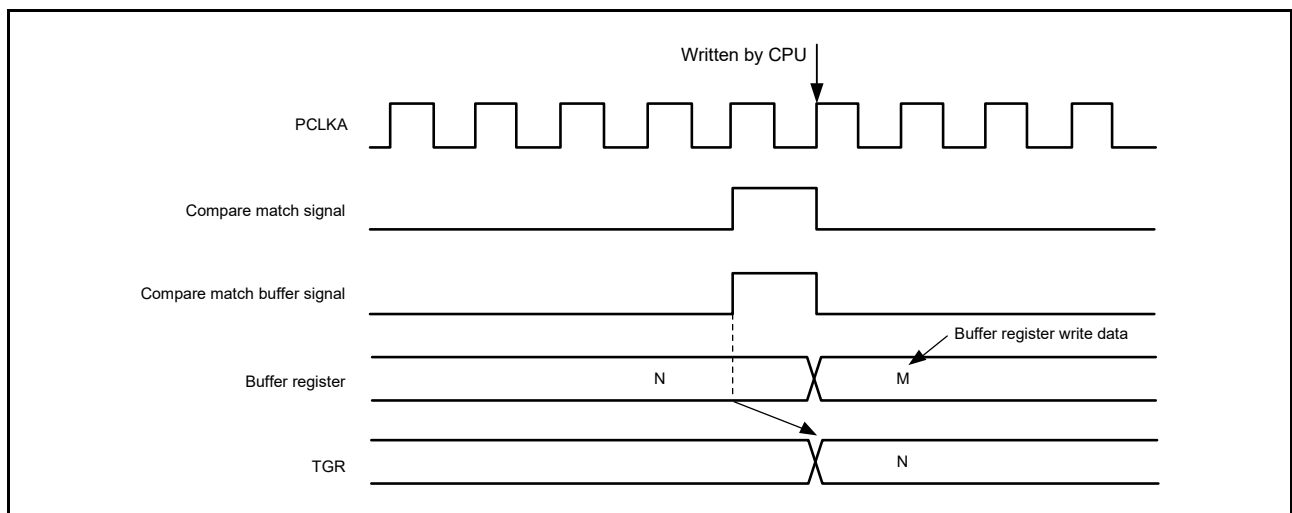 Written by CPU
PCLKA
Compare match signal
Compare match buffer signal
Buffer register write data
Buffer register
N
M
TGR
N